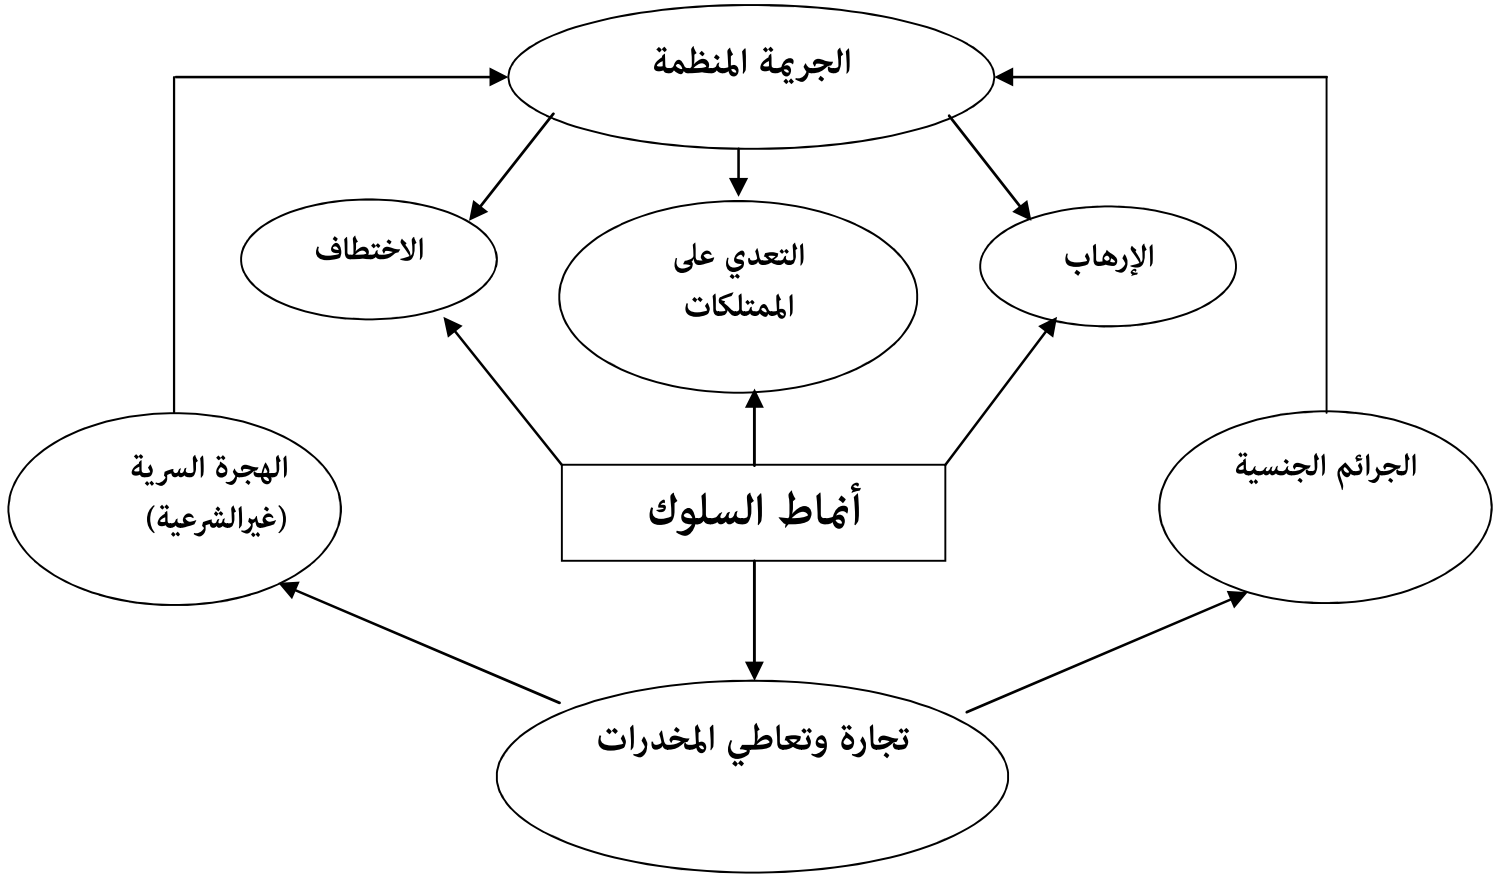 الجريمة المنظمة
الإرهاب
التعدي على
الممتلكات
الاختطاف
الجرائم الجنسية
أنماط السلوك
الهجرة السرية
(غيرالشرعية)
تجارة وتعاطي المخدرات